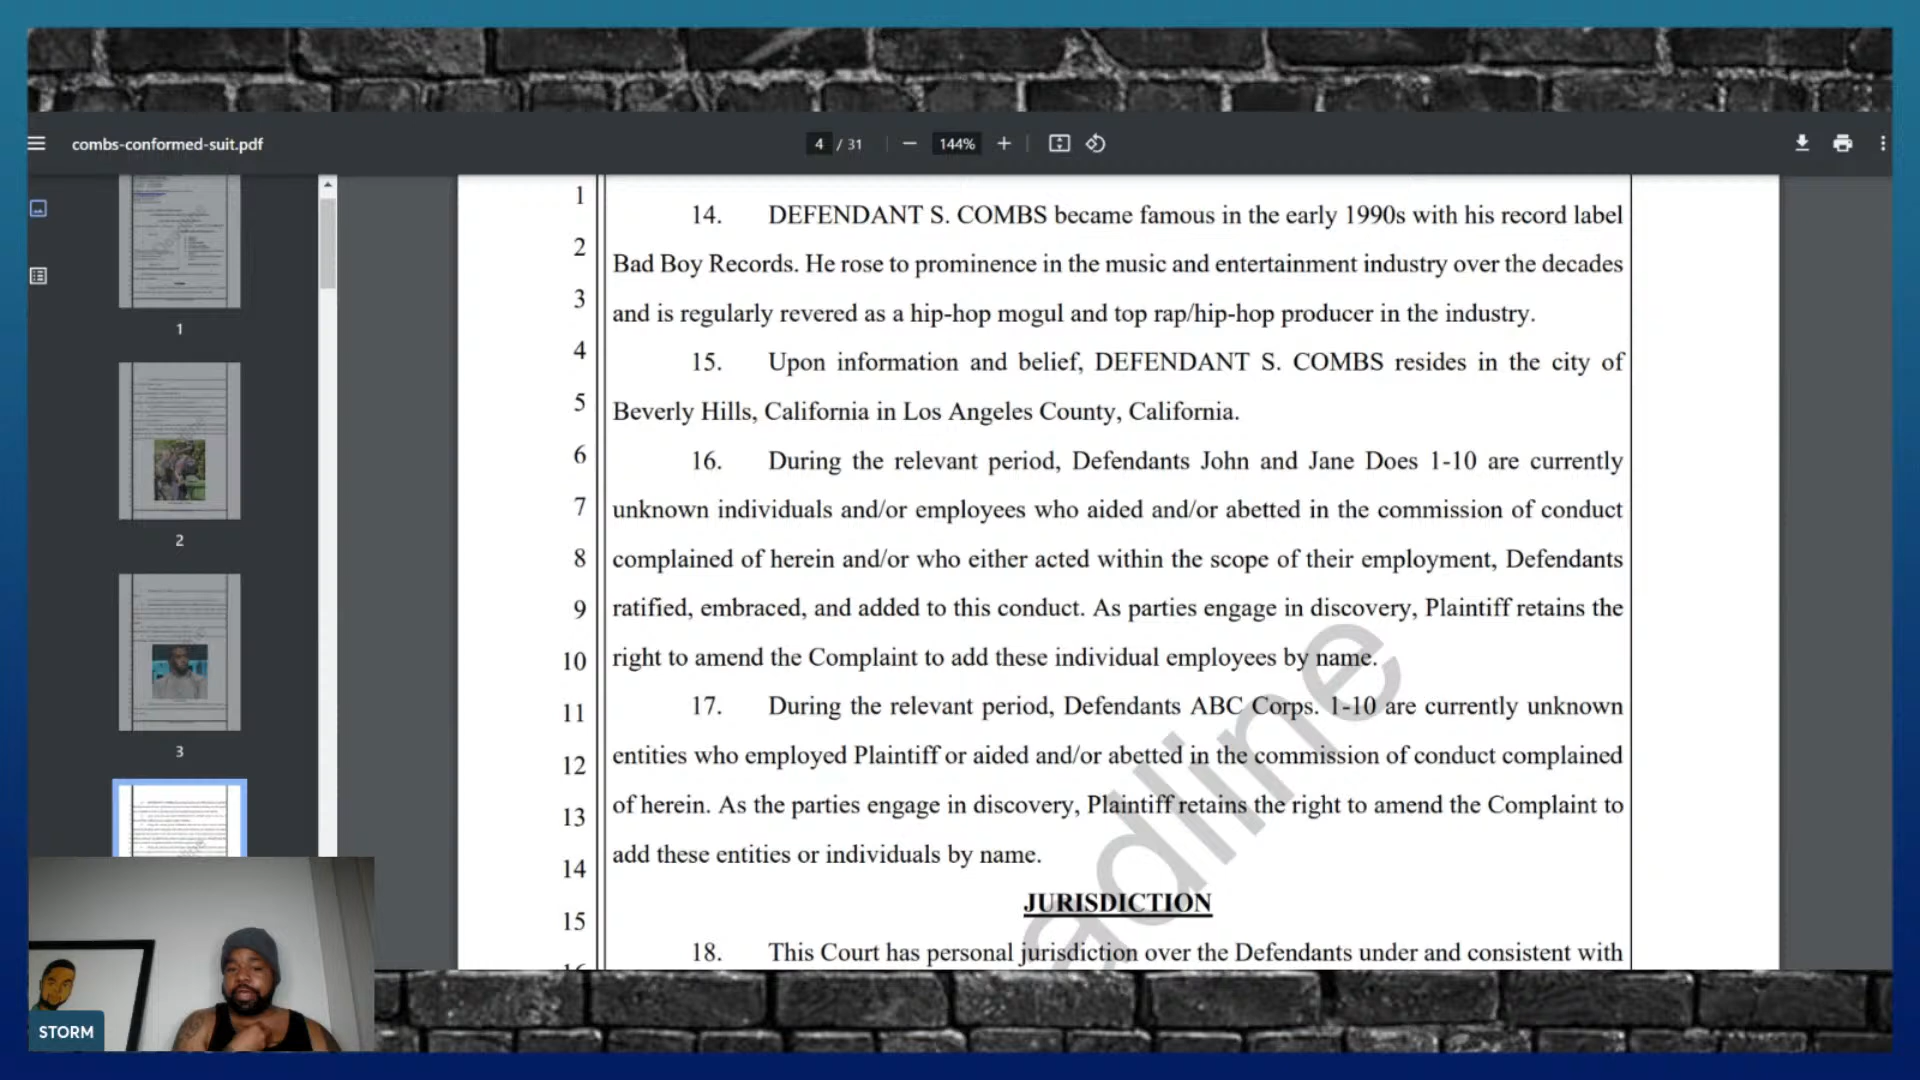 combs-conformed-suit.pdf
4 / 31
144%
1
2
3
1
2
3
4
5
6
7
8
9
10
11
12
13
14
15
14. DEFENDANT S. COMBS became famous in the early 1990s with his record label
Bad Boy Records. He rose to prominence in the music and entertainment industry over the decades
and is regularly revered as a hip-hop mogul and top rap/hip-hop producer in the industry.
15. Upon information and belief, DEFENDANT S. COMBS resides in the city of
Beverly Hills, California in Los Angeles County, California.
16. During the relevant period, Defendants John and Jane Does 1-10 are currently
unknown individuals and/or employees who aided and/or abetted in the commission of conduct
complained of herein and/or who either acted within the scope of their employment, Defendants
ratified, embraced, and added to this conduct. As parties engage in discovery, Plaintiff retains the
right to amend the Complaint to add these individual employees by name.
17. During the relevant period, Defendants ABC Corps. 1-10 are currently unknown
entities who employed Plaintiff or aided and/or abetted in the commission of conduct complained
of herein. As the parties engage in discovery, Plaintiff retains the right to amend the Complaint to
add these entities or individuals by name.
JURISDICTION
18. This Court has personal jurisdiction over the Defendants under and consistent with
adline
STORM